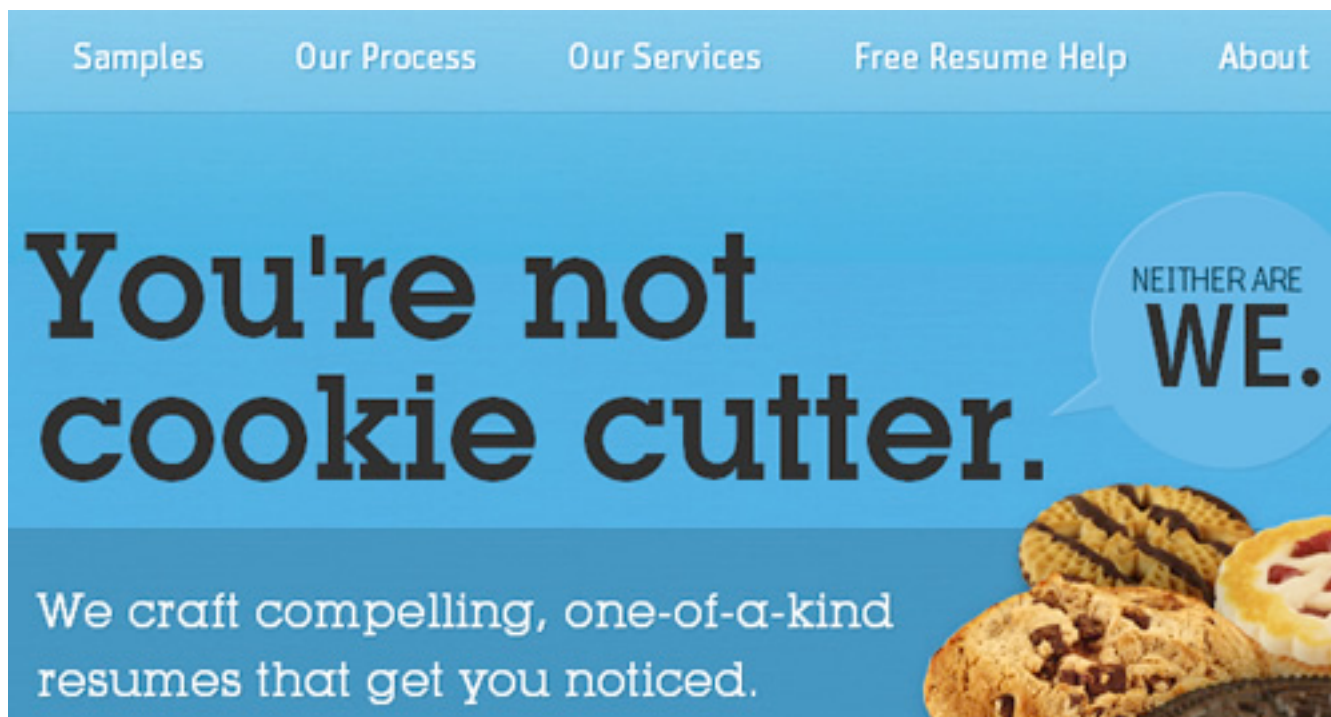 Samples Our Process Our Services Free Resume Help About
You're not
cookie cutter.
NEITHER ARE
WE.
We craft compelling, one-of-a-kind
resumes that get you noticed.